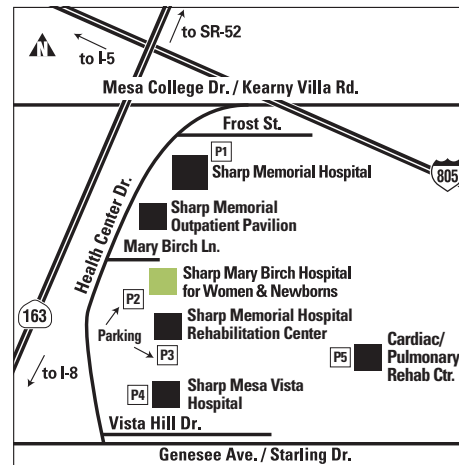 to SR-52
N
to I-5
Mesa College Dr. / Kearny Villa Rd.
Frost St.
P1
Sharp Memorial Hospital
805
Health Center Dr.
Sharp Memorial
Outpatient Pavilion
Mary Birch Ln.
Sharp Mary Birch Hospital
for Women & Newborns
P2
163
Sharp Memorial Hospital
Rehabilitation Center
Parking
P3
Cardiac/
Pulmonary
Rehab Ctr.
P5
to I-8
P4
Sharp Mesa Vista
Hospital
Vista Hill Dr.
Genesee Ave. / Starling Dr.